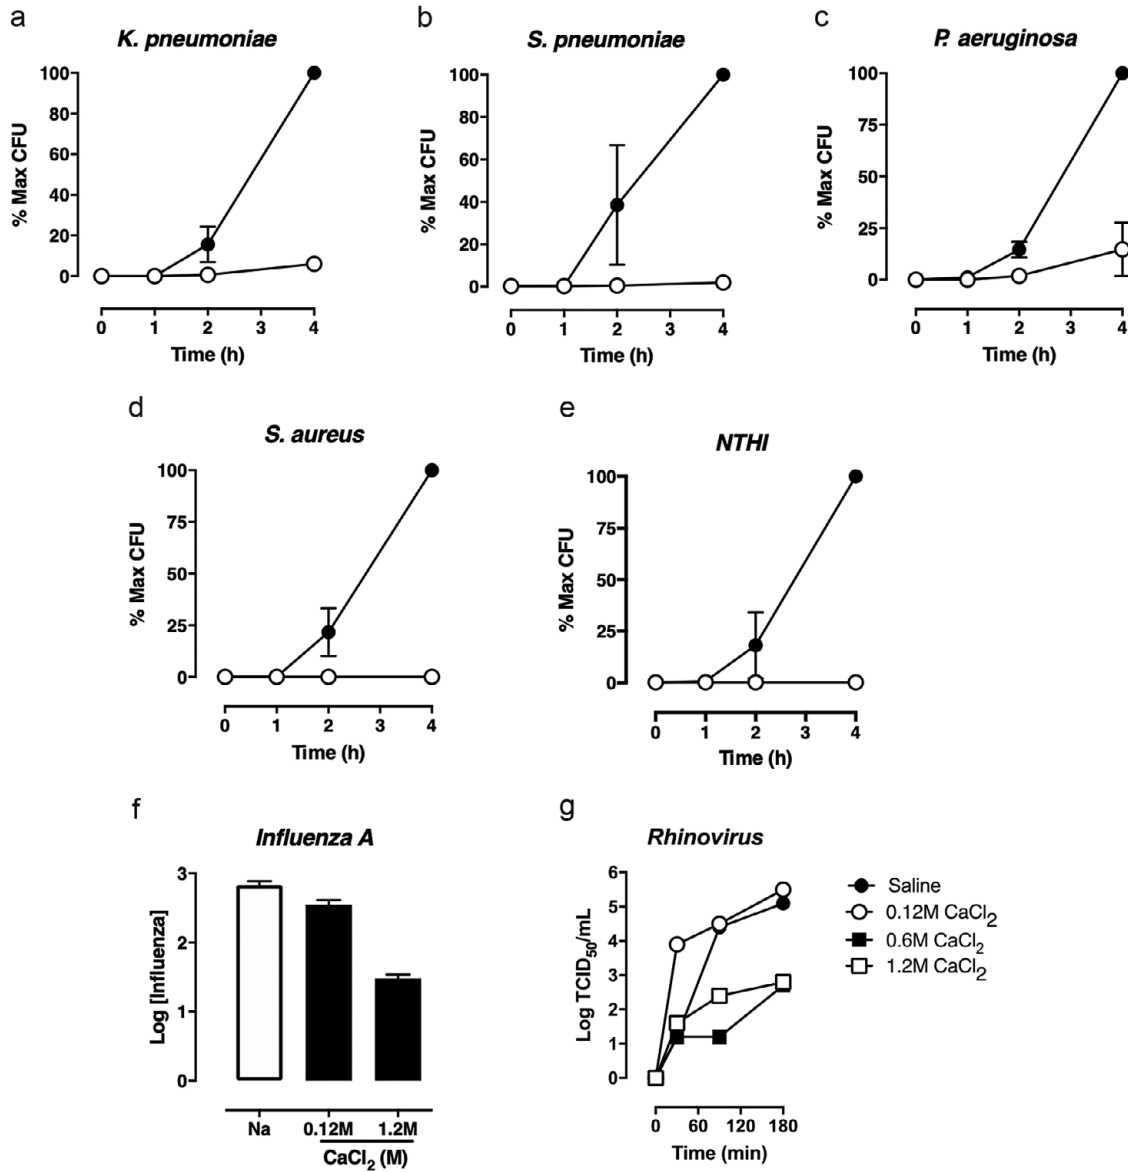 a
K. pneumoniae
% Max CFU
100
80
60
40
20
0
0 1 2 3 4
Time (h)
b
S. pneumoniae
% Max CFU
100
80
60
40
20
0
0 1 2 3 4
Time (h)
c
P. aeruginosa
% Max CFU
100
75
50
25
0
0 1 2 3 4
Time (h)
d
S. aureus
% Max CFU
100
75
50
25
0
0 1 2 3 4
Time (h)
e
NTHI
% Max CFU
100
75
50
25
0
0 1 2 3 4
Time (h)
f
Influenza A
Log [Influenza]
3
2
1
0
Na 0.12M 1.2M
CaCl2 (M)
g
Rhinovirus
Log TCID50/mL
6
5
4
3
2
1
0
0 60 120 180
Time (min)
Saline
0.12M CaCl2
0.6M CaCl2
1.2M CaCl2